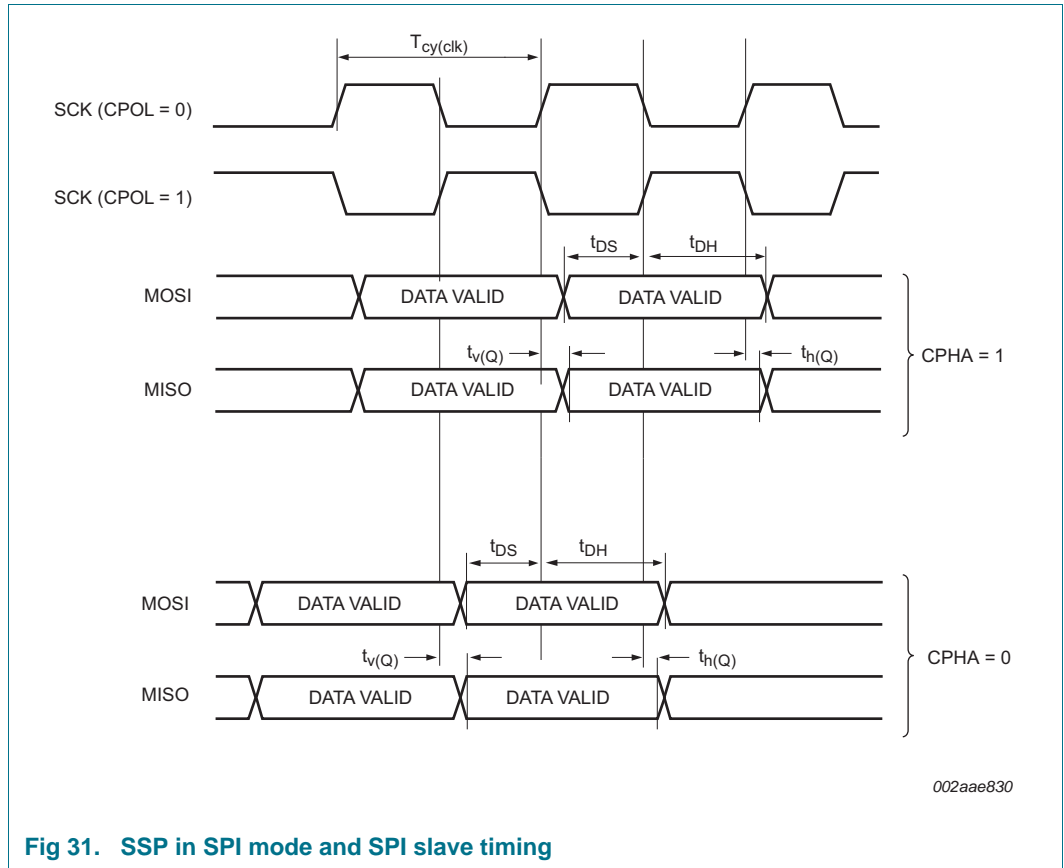 Tcy(clk)
SCK (CPOL = 0)
SCK (CPOL = 1)
tDS tDH
MOSI DATA VALID DATA VALID
tv(Q) th(Q) CPHA = 1
MISO DATA VALID DATA VALID
tDS tDH
MOSI DATA VALID DATA VALID
tv(Q) th(Q) CPHA = 0
MISO DATA VALID DATA VALID
002aae830
Fig 31. SSP in SPI mode and SPI slave timing